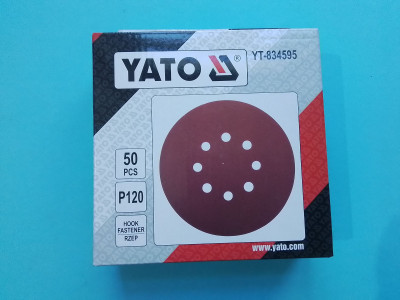 YATO ®
YT-834595
50
PCS
P120
HOOK
FASTENER
RZEP
www.yato.com